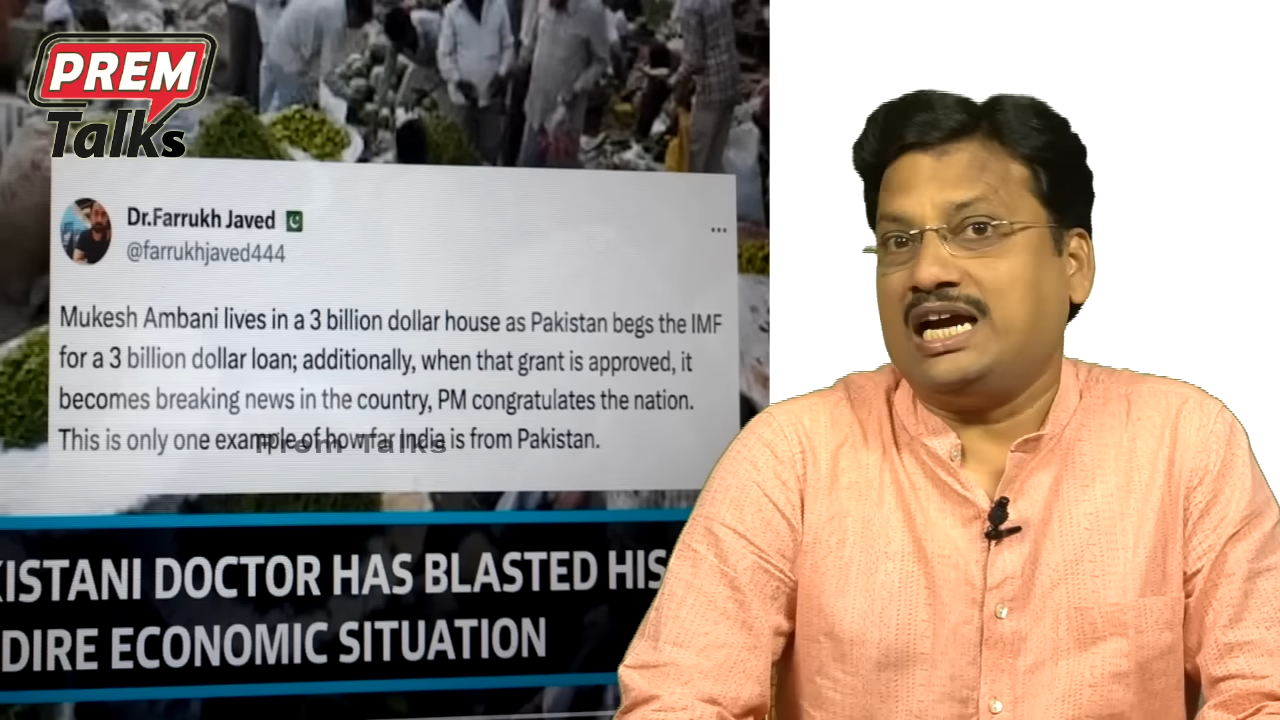 PREM
Talks
Dr.Farrukh Javed
@farrukhjaved444
Mukesh Ambani lives in a 3 billion dollar house as Pakistan begs the IMF
for a 3 billion dollar loan; additionally, when that grant is approved, it
becomes breaking news in the country, PM congratulates the nation.
This is only one example of how far India is from Pakistan.
Prem Talks
KISTANI DOCTOR HAS BLASTED HIS
DIRE ECONOMIC SITUATION